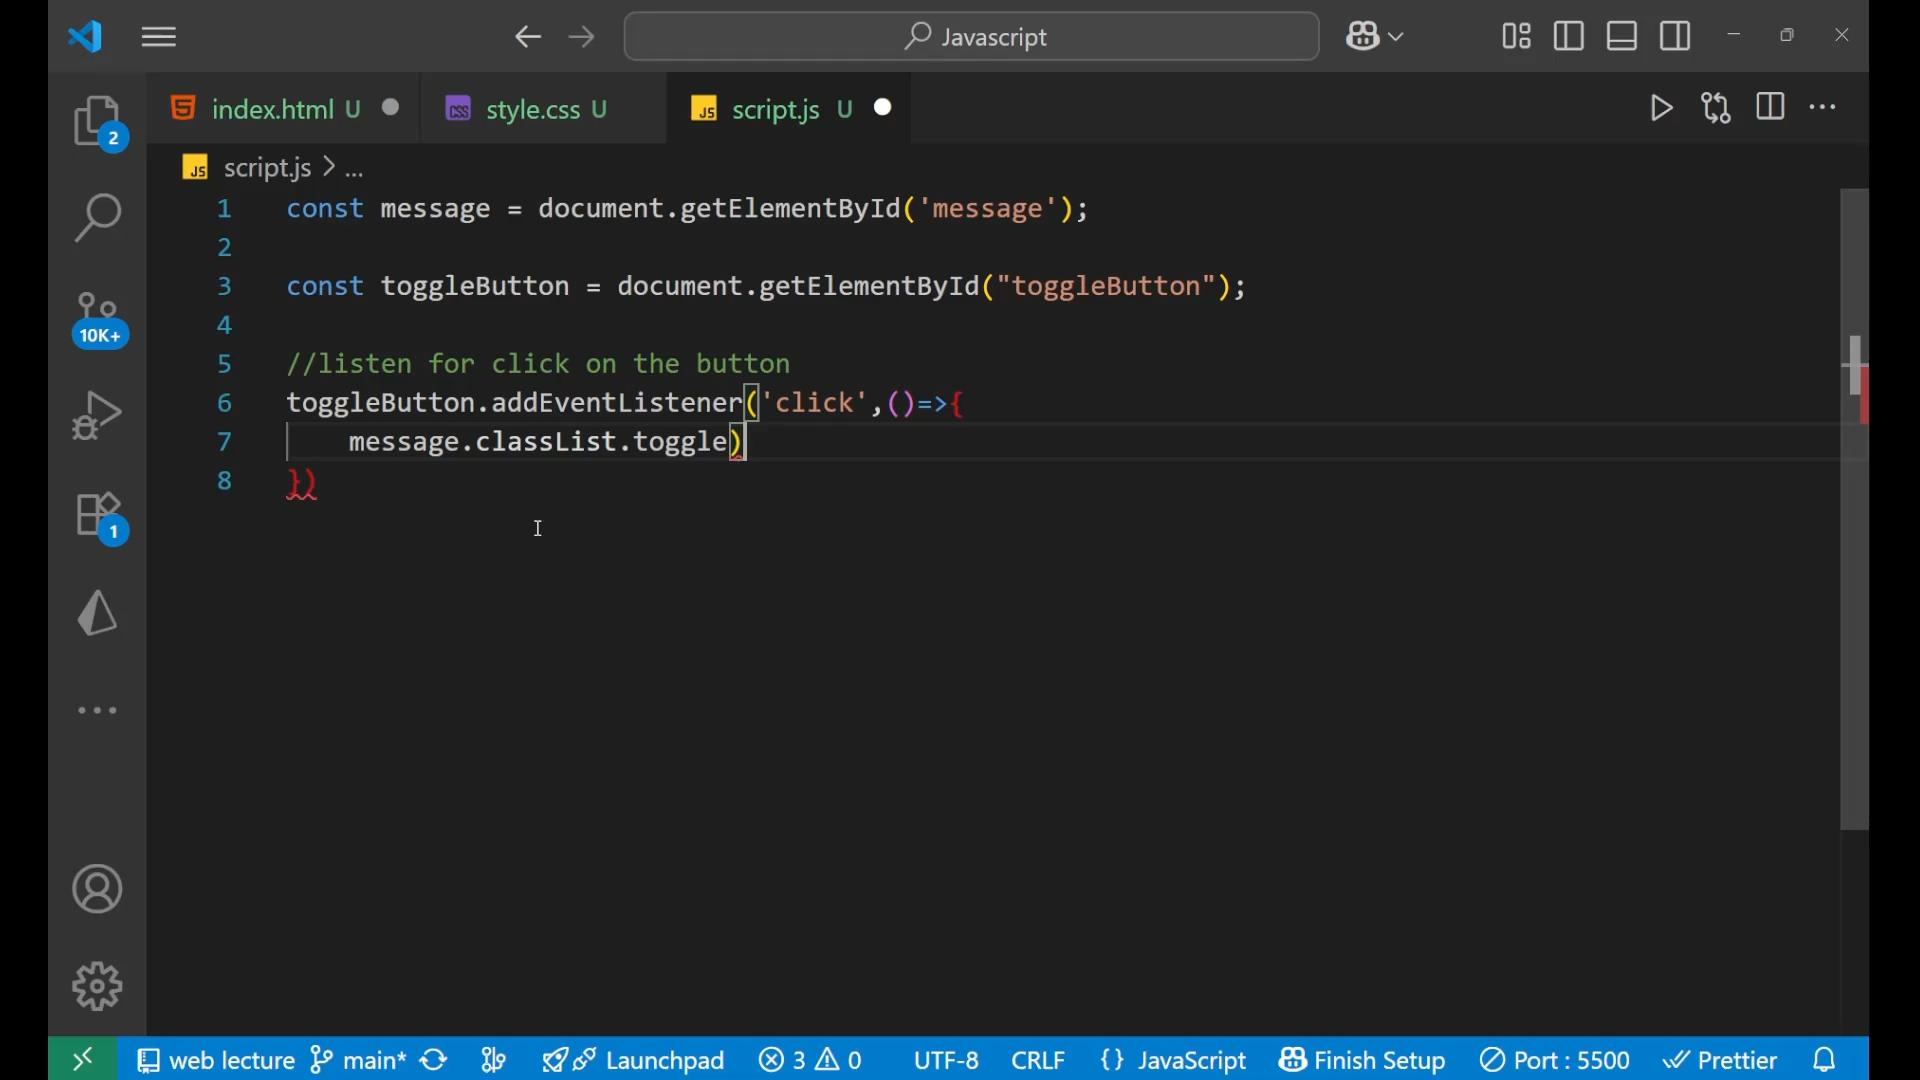 Javascript
index.html U
style.css U
script.js U
script.js > ...
2
10K+
1
1 const message = document.getElementById('message');
2
3 const toggleButton = document.getElementById("toggleButton");
4
5 //listen for click on the button
6 toggleButton.addEventListener('click',()=>{
7 message.classList.toggle)
8 })
web lecture main* Launchpad 3 0 UTF-8 CRLF {} JavaScript Finish Setup Port : 5500 Prettier